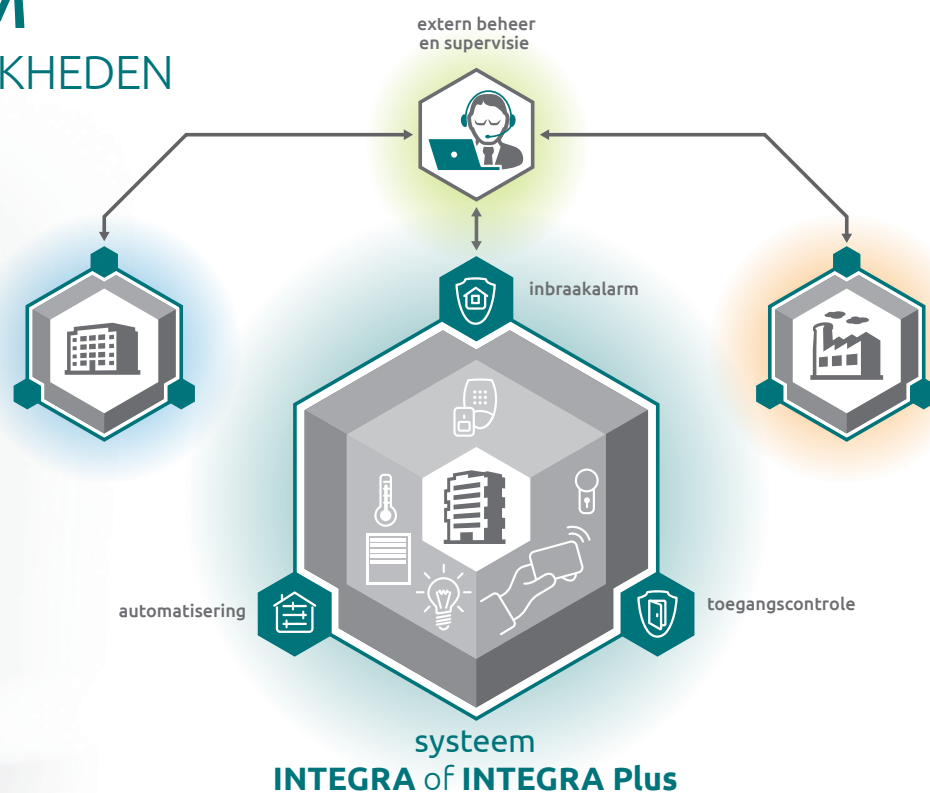 KHEDEN
extern beheer
en supervisie
inbraakalarm
automatisering
toegangscontrole
systeem
INTEGRA of INTEGRA Plus